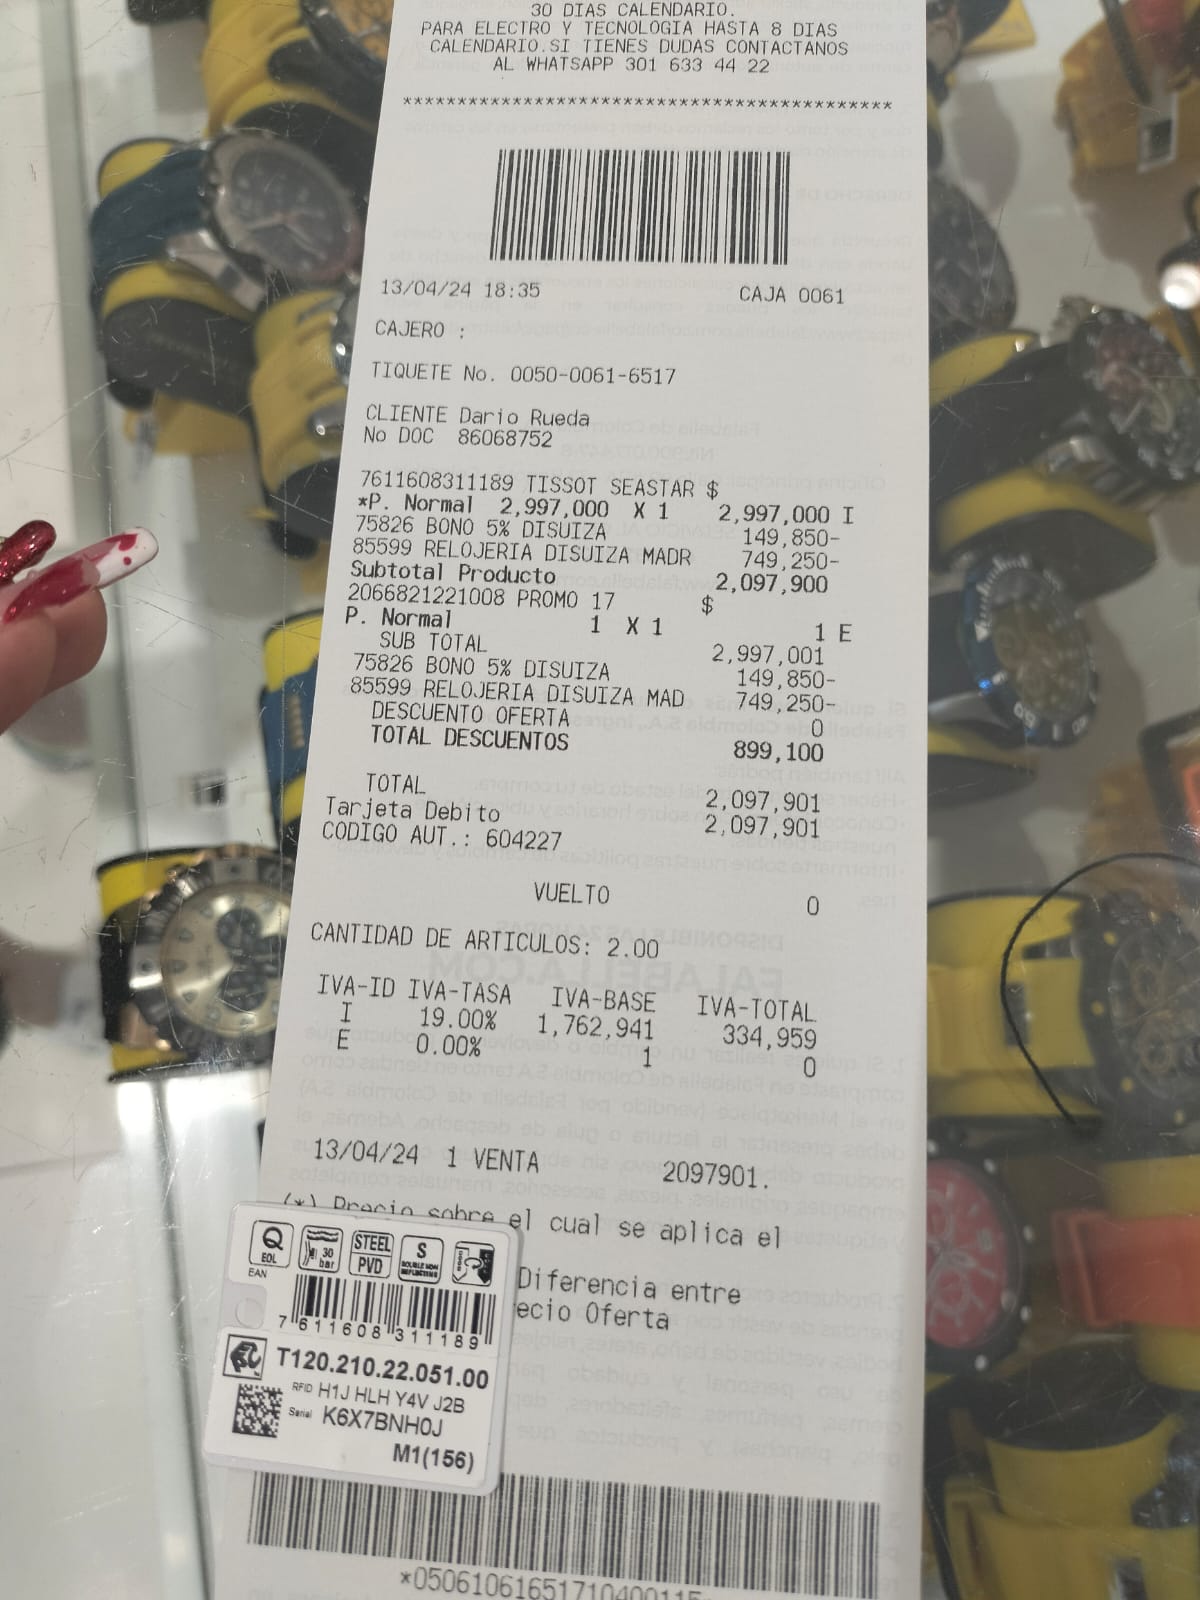 30 DIAS CALENDARIO.
PARA ELECTRO Y TECNOLOGIA HASTA 8 DIAS
CALENDARIO.SI TIENES DUDAS CONTACTANOS
AL WHATSAPP 301 633 44 22
*********************************************
13/04/24 18:35 CAJA 0061
CAJERO :
TIQUETE No. 0050-0061-6517
CLIENTE Dario Rueda
No DOC 86068752
7611608311189 TISSOT SEASTAR $
*P. Normal 2,997,000 X 1 2,997,000 I
75826 BONO 5% DISUIZA 149,850-
85599 RELOJERIA DISUIZA MADR 749,250-
Subtotal Producto 2,097,900
2066821221008 PROMO 17 $
P. Normal 1 X 1 1 E
SUB TOTAL 2,997,001
75826 BONO 5% DISUIZA 149,850-
85599 RELOJERIA DISUIZA MAD 749,250-
DESCUENTO OFERTA 0
TOTAL DESCUENTOS 899,100
TOTAL 2,097,901
Tarjeta Debito 2,097,901
CODIGO AUT.: 604227
VUELTO 0
CANTIDAD DE ARTICULOS: 2.00
IVA-ID IVA-TASA IVA-BASE IVA-TOTAL
I 19.00% 1,762,941 334,959
E 0.00% 1 0
13/04/24 1 VENTA 2097901.
(*) Precio sobre el cual se aplica el
Diferencia entre
ecio Oferta
Q EOL
30 bar
STEEL PVD
S DOUBLE NON REFLECTING
EAN
7 611608 311189
T120.210.22.051.00
RFID H1J HLH Y4V J2B
Serial K6X7BNH0J
M1(156)